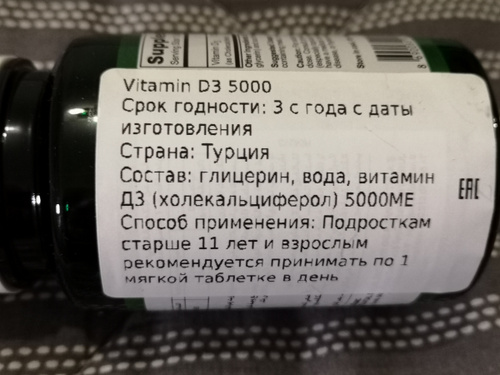 Vitamin D3 5000
Срок годности: 3 с года с даты
изготовления
Страна: Турция
Состав: глицерин, вода, витамин
Д3 (холекальциферол) 5000МЕ
Способ применения: Подросткам
старше 11 лет и взрослым
рекомендуется принимать по 1
мягкой таблетке в день
EAC